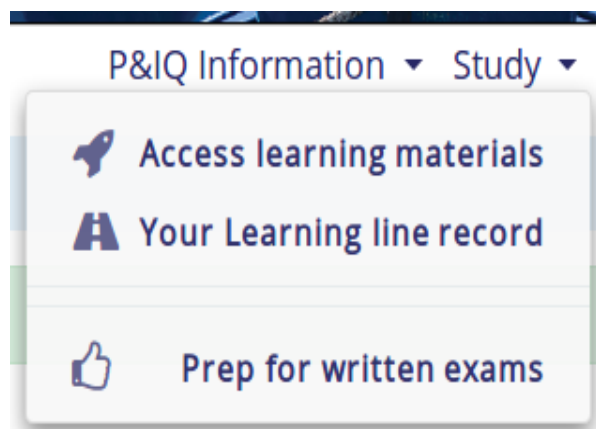 P&IQ Information Study
Access learning materials
Your Learning line record
Prep for written exams